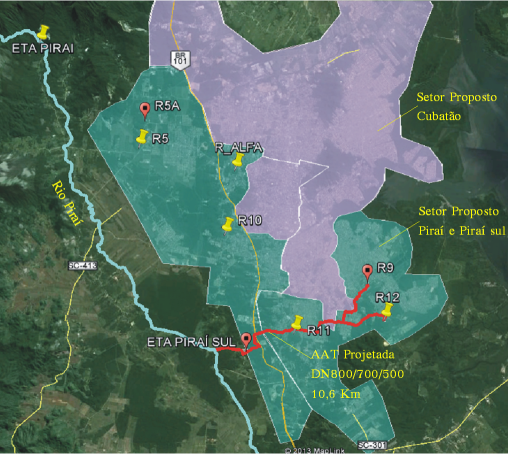 ETA PIRAI
BR
101
R5A
R5
R_ALFA
Setor Proposto
Cubatão
Rio Piraí
R10
Setor Proposto
Piraí e Piraí sul
SC-413
R9
R12
ETA PIRAÍ SUL
R11
AAT Projetada
DN800/700/500
10,6 Km
SC-301
© 2013 MapLink